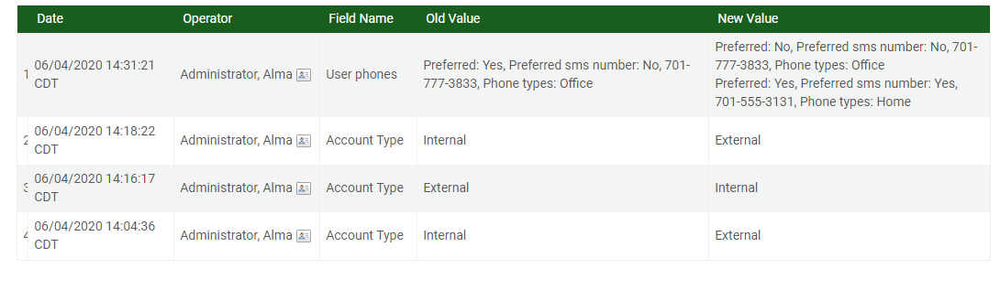 Date Operator Field Name Old Value New Value
1 06/04/2020 14:31:21 CDT Administrator, Alma User phones Preferred: Yes, Preferred sms number: No, 701-777-3833, Phone types: Office Preferred: No, Preferred sms number: No, 701-777-3833, Phone types: Office Preferred: Yes, Preferred sms number: Yes, 701-555-3131, Phone types: Home
2 06/04/2020 14:18:22 CDT Administrator, Alma Account Type Internal External
3 06/04/2020 14:16:17 CDT Administrator, Alma Account Type External Internal
4 06/04/2020 14:04:36 CDT Administrator, Alma Account Type Internal External